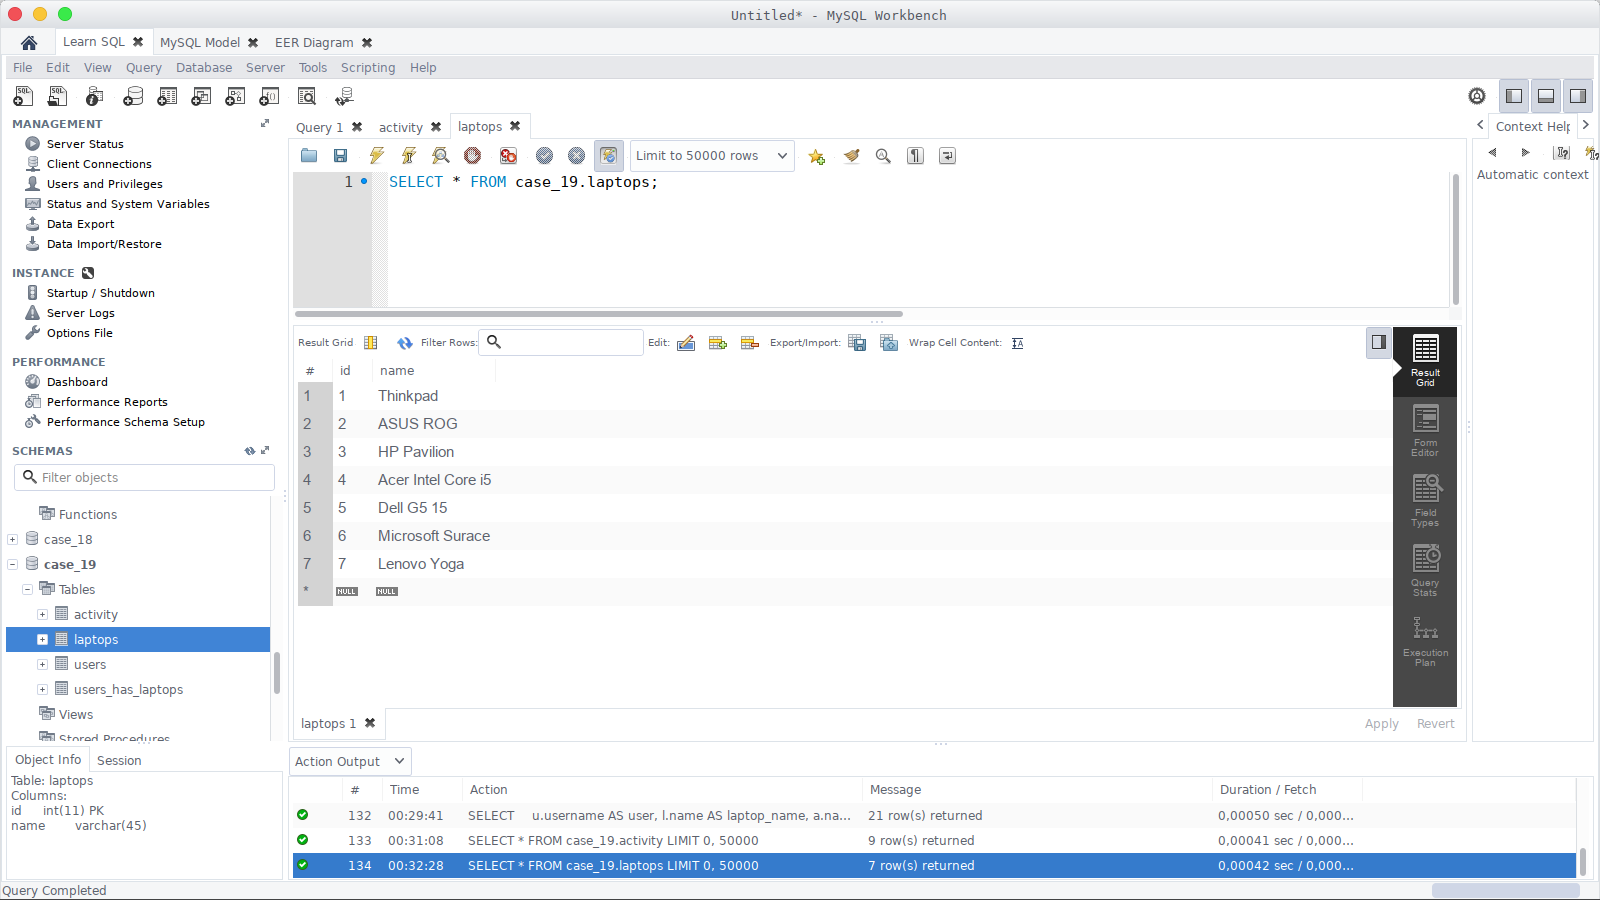 Untitled* - MySQL Workbench
Learn SQL
MySQL Model
EER Diagram
File Edit View Query Database Server Tools Scripting Help
MANAGEMENT
Server Status
Client Connections
Users and Privileges
Status and System Variables
Data Export
Data Import/Restore
INSTANCE
Startup / Shutdown
Server Logs
Options File
PERFORMANCE
Dashboard
Performance Reports
Performance Schema Setup
SCHEMAS
Filter objects
Functions
case_18
case_19
Tables
activity
laptops
users
users_has_laptops
Views
Stored Procedures
Object Info Session
Table: laptops
Columns:
id int(11) PK
name varchar(45)
Query 1 activity laptops
Limit to 50000 rows
1 SELECT * FROM case_19.laptops;
Result Grid Filter Rows: Edit: Export/Import: Wrap Cell Content:
# id name
1 1 Thinkpad
2 2 ASUS ROG
3 3 HP Pavilion
4 4 Acer Intel Core i5
5 5 Dell G5 15
6 6 Microsoft Surace
7 7 Lenovo Yoga
* NULL NULL
Result
Grid
Form
Editor
Field
Types
Query
Stats
Execution
Plan
laptops 1
Apply Revert
Context Help
Automatic context
Action Output
# Time Action Message Duration / Fetch
132 00:29:41 SELECT u.username AS user, l.name AS laptop_name, a.na... 21 row(s) returned 0,00050 sec / 0,000...
133 00:31:08 SELECT * FROM case_19.activity LIMIT 0, 50000 9 row(s) returned 0,00041 sec / 0,000...
134 00:32:28 SELECT * FROM case_19.laptops LIMIT 0, 50000 7 row(s) returned 0,00042 sec / 0,000...
Query Completed